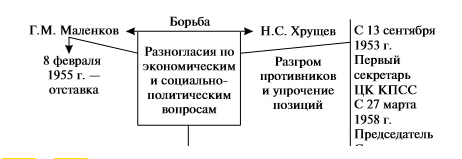 Борьба
Г.М. Маленков
Н.С. Хрущев
8 февраля
1955 г. —
отставка
Разногласия по
экономическим
и социально-
политическим
вопросам
Разгром
противников
и упрочение
позиций
С 13 сентября
1953 г.
Первый
секретарь
ЦК КПСС
С 27 марта
1958 г.
Председатель